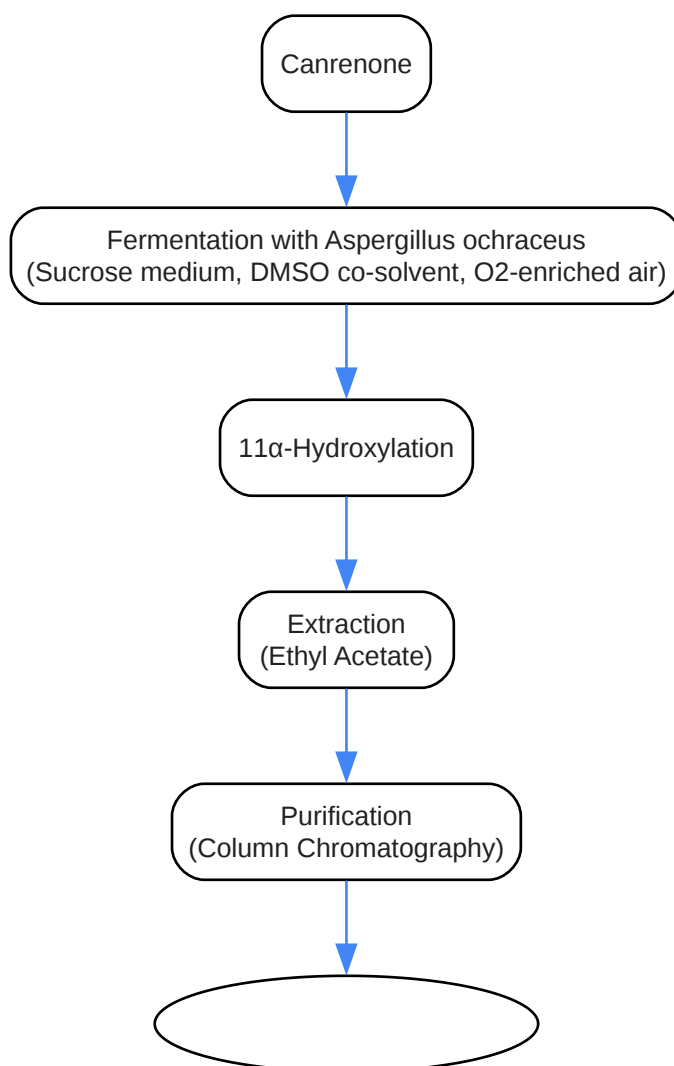 Canrenone
Fermentation with Aspergillus ochraceus
(Sucrose medium, DMSO co-solvent, O2-enriched air)
11α-Hydroxylation
Extraction
(Ethyl Acetate)
Purification
(Column Chromatography)